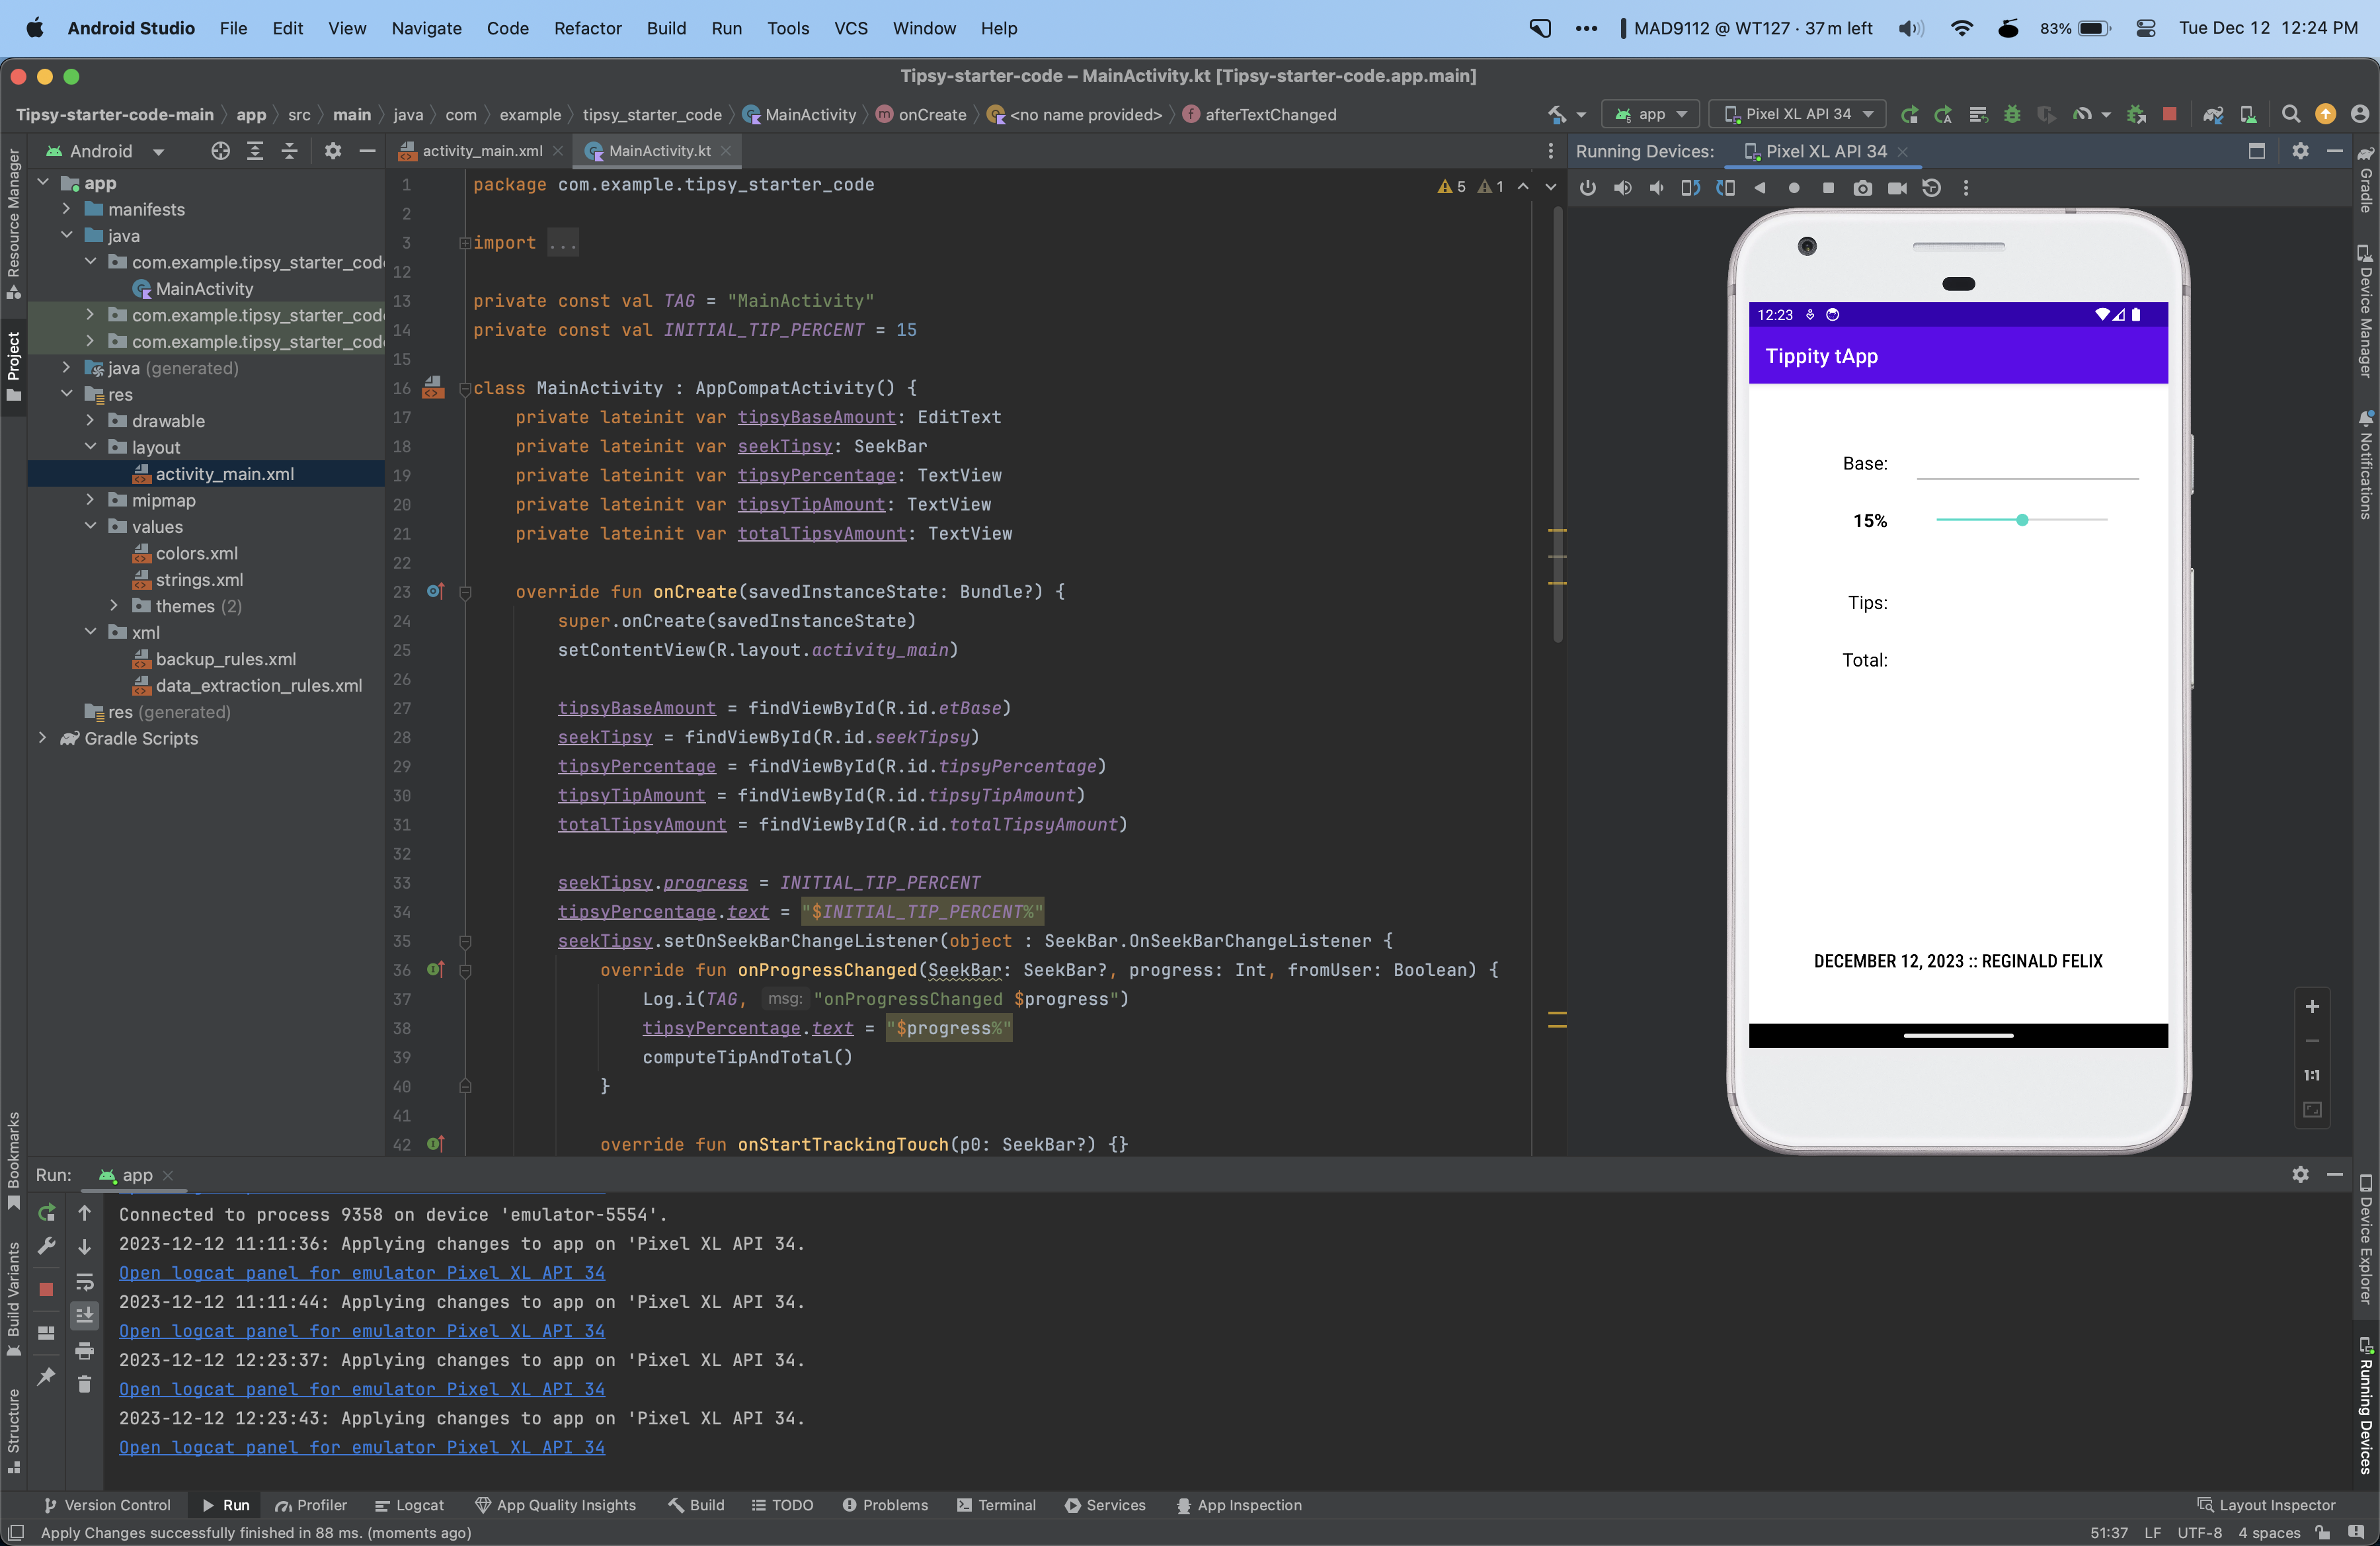 Android Studio File Edit View Navigate Code Refactor Build Run Tools VCS Window Help
MAD9112 @ WT127 · 37 m left 83% Tue Dec 12 12:24 PM
Tipsy-starter-code – MainActivity.kt [Tipsy-starter-code.app.main]
Tipsy-starter-code-main app src main java com example tipsy_starter_code MainActivity onCreate <no name provided> afterTextChanged
app Pixel XL API 34
Android
activity_main.xml MainActivity.kt
Running Devices: Pixel XL API 34
Resource Manager
Project
Bookmarks
Build Variants
Structure
app
manifests
java
com.example.tipsy_starter_code
MainActivity
com.example.tipsy_starter_code
com.example.tipsy_starter_code
java (generated)
res
drawable
layout
activity_main.xml
mipmap
values
colors.xml
strings.xml
themes (2)
xml
backup_rules.xml
data_extraction_rules.xml
res (generated)
Gradle Scripts
5 1
1 package com.example.tipsy_starter_code
2
3 import ...
12
13 private const val TAG = "MainActivity"
14 private const val INITIAL_TIP_PERCENT = 15
15
16 class MainActivity : AppCompatActivity() {
17 private lateinit var tipsyBaseAmount: EditText
18 private lateinit var seekTipsy: SeekBar
19 private lateinit var tipsyPercentage: TextView
20 private lateinit var tipsyTipAmount: TextView
21 private lateinit var totalTipsyAmount: TextView
22
23 override fun onCreate(savedInstanceState: Bundle?) {
24 super.onCreate(savedInstanceState)
25 setContentView(R.layout.activity_main)
26
27 tipsyBaseAmount = findViewById(R.id.etBase)
28 seekTipsy = findViewById(R.id.seekTipsy)
29 tipsyPercentage = findViewById(R.id.tipsyPercentage)
30 tipsyTipAmount = findViewById(R.id.tipsyTipAmount)
31 totalTipsyAmount = findViewById(R.id.totalTipsyAmount)
32
33 seekTipsy.progress = INITIAL_TIP_PERCENT
34 tipsyPercentage.text = "$INITIAL_TIP_PERCENT%"
35 seekTipsy.setOnSeekBarChangeListener(object : SeekBar.OnSeekBarChangeListener {
36 override fun onProgressChanged(SeekBar: SeekBar?, progress: Int, fromUser: Boolean) {
37 Log.i(TAG, msg: "onProgressChanged $progress")
38 tipsyPercentage.text = "$progress%"
39 computeTipAndTotal()
40 }
41
42 override fun onStartTrackingTouch(p0: SeekBar?) {}
12:23
Tippity tApp
Base:
15%
Tips:
Total:
DECEMBER 12, 2023 :: REGINALD FELIX
1:1
Gradle
Device Manager
Notifications
Device Explorer
Running Devices
Run: app
Connected to process 9358 on device 'emulator-5554'.
2023-12-12 11:11:36: Applying changes to app on 'Pixel XL API 34.
Open logcat panel for emulator Pixel XL API 34
2023-12-12 11:11:44: Applying changes to app on 'Pixel XL API 34.
Open logcat panel for emulator Pixel XL API 34
2023-12-12 12:23:37: Applying changes to app on 'Pixel XL API 34.
Open logcat panel for emulator Pixel XL API 34
2023-12-12 12:23:43: Applying changes to app on 'Pixel XL API 34.
Open logcat panel for emulator Pixel XL API 34
Version Control Run Profiler Logcat App Quality Insights Build TODO Problems Terminal Services App Inspection Layout Inspector
Apply Changes successfully finished in 88 ms. (moments ago) 51:37 LF UTF-8 4 spaces